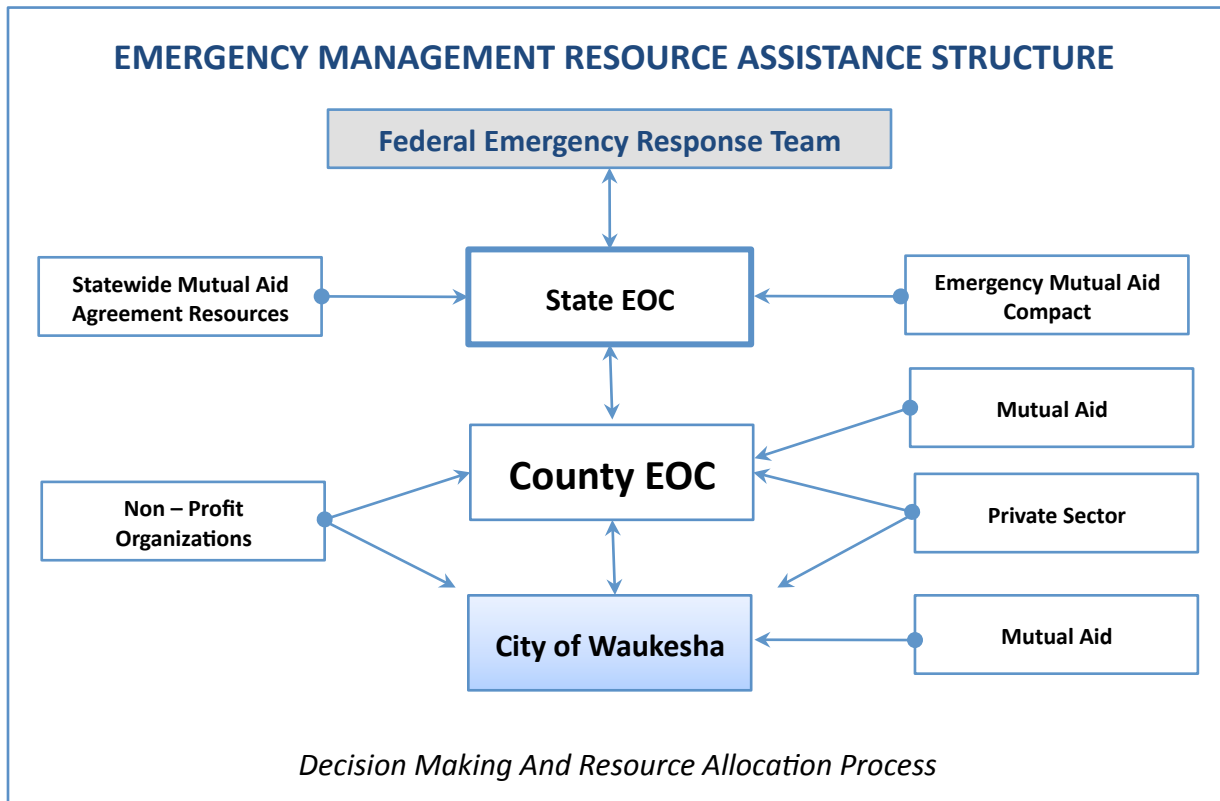 EMERGENCY MANAGEMENT RESOURCE ASSISTANCE STRUCTURE
Federal Emergency Response Team
Statewide Mutual Aid
Agreement Resources
State EOC
Emergency Mutual Aid
Compact
Mutual Aid
County EOC
Non – Profit
Organizations
Private Sector
City of Waukesha
Mutual Aid
Decision Making And Resource Allocation Process